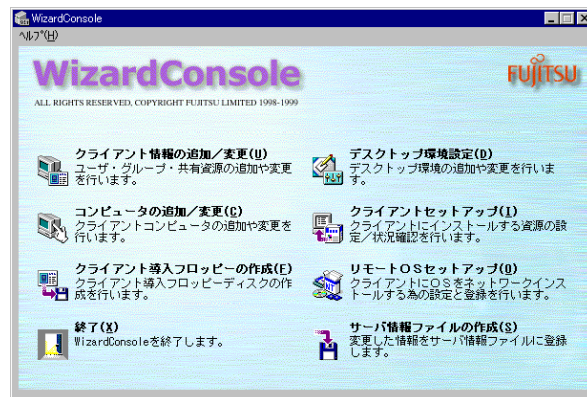 WizardConsole
ヘルプ(H)
WizardConsole
FUJITSU
ALL RIGHTS RESERVED, COPYRIGHT FUJITSU LIMITED 1998-1999
クライアント情報の追加／変更(U)
ユーザ・グループ・共有資源の追加や変更
を行います。
デスクトップ環境設定(D)
デスクトップ環境の追加や変更を行いま
す。
コンピュータの追加／変更(C)
クライアントコンピュータの追加や変更を
行います。
クライアントセットアップ(I)
クライアントにインストールする資源の設
定／状況確認を行います。
クライアント導入フロッピーの作成(F)
クライアント導入フロッピーディスクの作
成を行います。
リモートＯＳセットアップ(O)
クライアントにＯＳをネットワークインス
トールする為の設定と登録を行います。
終了(X)
WizardConsoleを終了します。
サーバ情報ファイルの作成(S)
変更した情報をサーバ情報ファイルに登録
します。